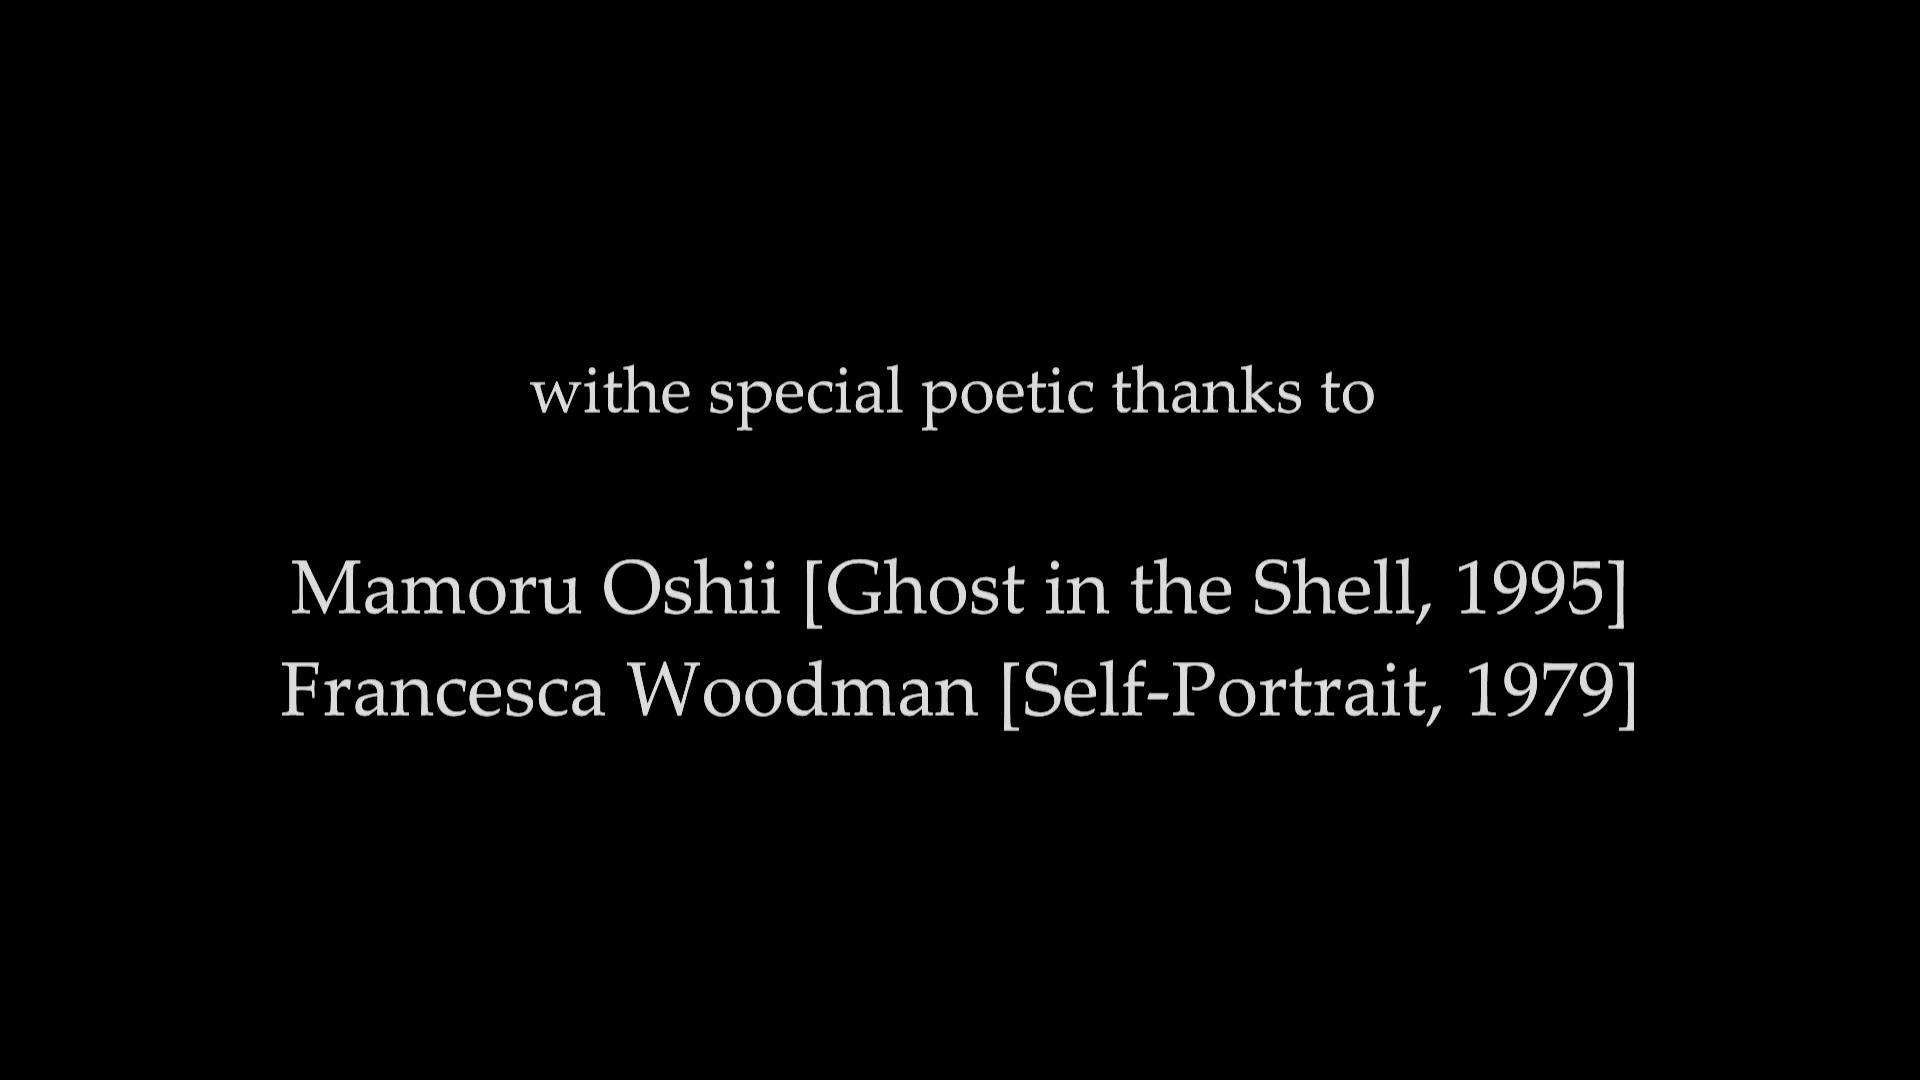 withe special poetic thanks to
Mamoru Oshii [Ghost in the Shell, 1995]
Francesca Woodman [Self-Portrait, 1979]